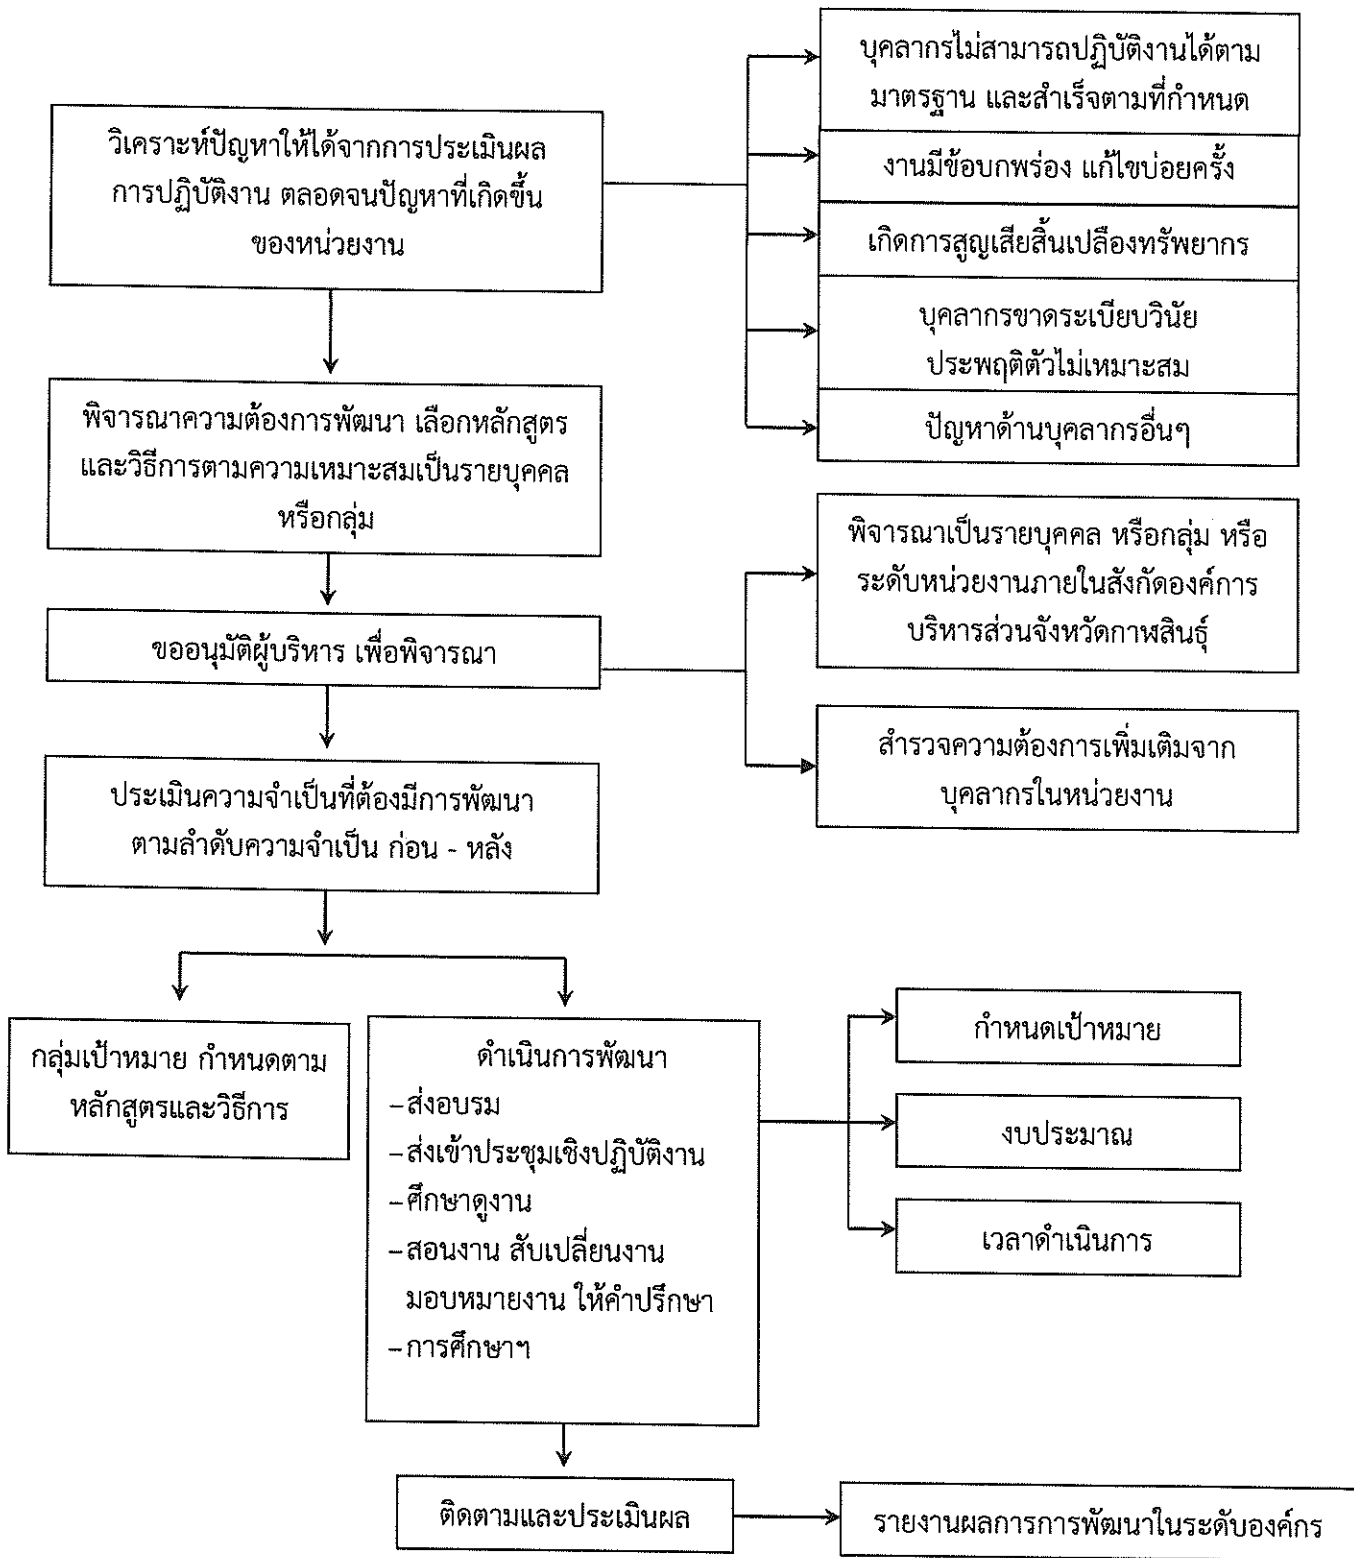 วิเคราะห์ปัญหาให้ได้จากการประเมินผล
การปฏิบัติงาน ตลอดจนปัญหาที่เกิดขึ้น
ของหน่วยงาน
บุคลากรไม่สามารถปฏิบัติงานได้ตาม
มาตรฐาน และสำเร็จตามที่กำหนด
งานมีข้อบกพร่อง แก้ไขบ่อยครั้ง
เกิดการสูญเสียสิ้นเปลืองทรัพยากร
บุคลากรขาดระเบียบวินัย
ประพฤติตัวไม่เหมาะสม
ปัญหาด้านบุคลากรอื่นๆ
พิจารณาความต้องการพัฒนา เลือกหลักสูตร
และวิธีการตามความเหมาะสมเป็นรายบุคคล
หรือกลุ่ม
ขออนุมัติผู้บริหาร เพื่อพิจารณา
พิจารณาเป็นรายบุคคล หรือกลุ่ม หรือ
ระดับหน่วยงานภายในสังกัดองค์การ
บริหารส่วนจังหวัดกาฬสินธุ์
สำรวจความต้องการเพิ่มเติมจาก
บุคลากรในหน่วยงาน
ประเมินความจำเป็นที่ต้องมีการพัฒนา
ตามลำดับความจำเป็น ก่อน - หลัง
กลุ่มเป้าหมาย กำหนดตาม
หลักสูตรและวิธีการ
ดำเนินการพัฒนา
–ส่งอบรม
–ส่งเข้าประชุมเชิงปฏิบัติงาน
–ศึกษาดูงาน
–สอนงาน สับเปลี่ยนงาน
มอบหมายงาน ให้คำปรึกษา
–การศึกษาฯ
กำหนดเป้าหมาย
งบประมาณ
เวลาดำเนินการ
ติดตามและประเมินผล
รายงานผลการการพัฒนาในระดับองค์กร